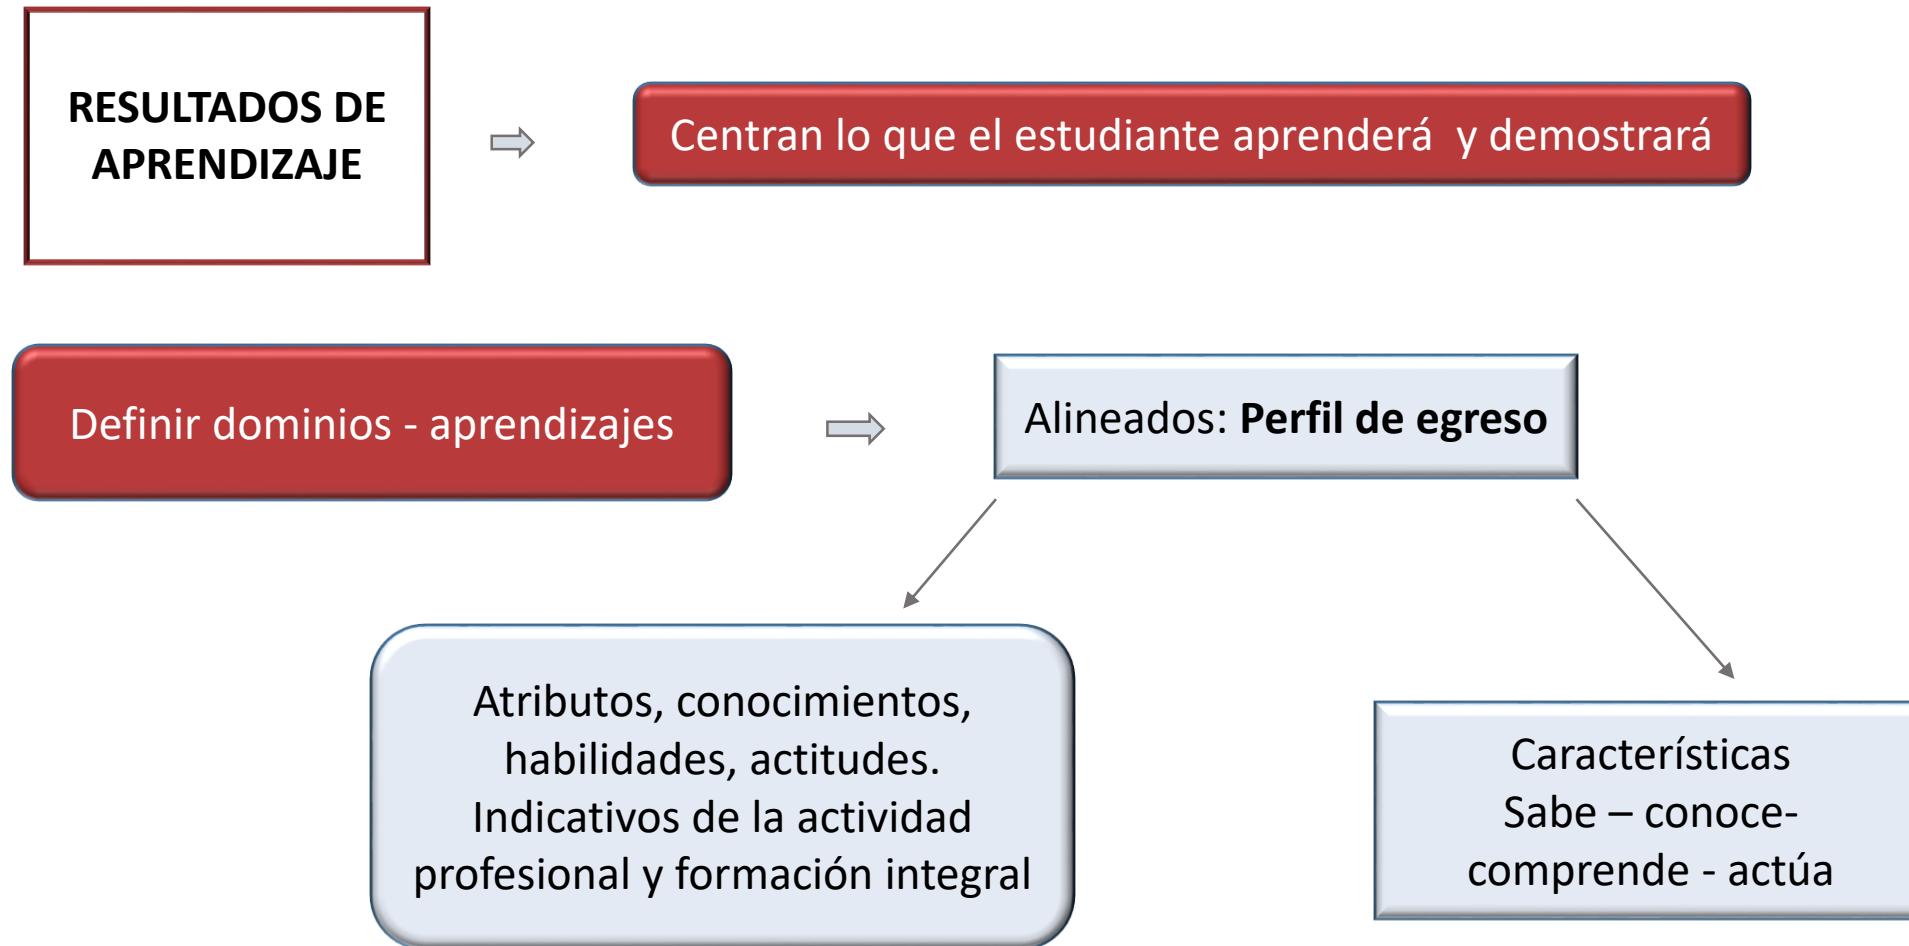 RESULTADOS DE
APRENDIZAJE
Centran lo que el estudiante aprenderá  y demostrará
Definir dominios - aprendizajes
Alineados: Perfil de egreso
Atributos, conocimientos,
habilidades, actitudes.
Indicativos de la actividad
profesional y formación integral
Característícas
Sabe – conoce-
comprende - actúa